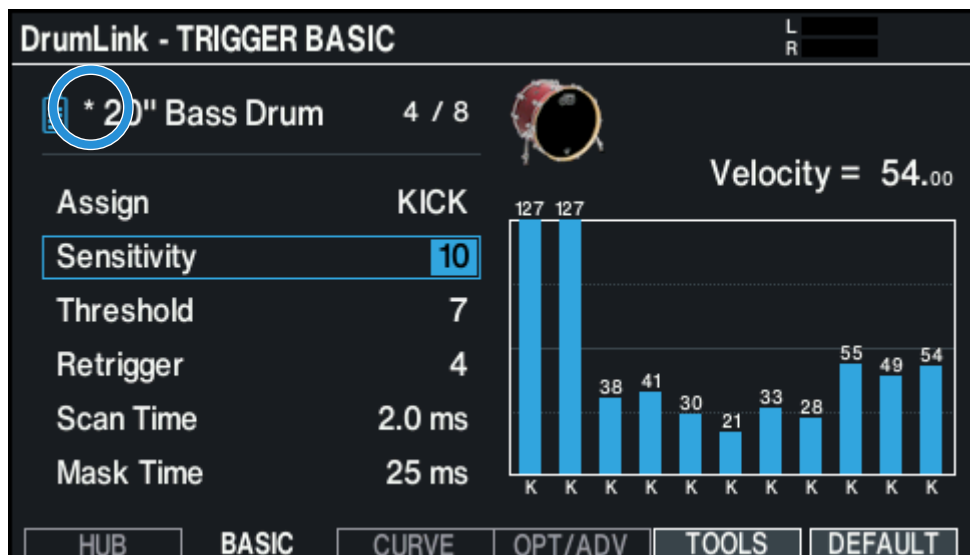 DrumLink - TRIGGER BASIC
L
R
* 20" Bass Drum 4 / 8
Velocity = 54.00
Assign KICK
Sensitivity 10
Threshold 7
Retrigger 4
Scan Time 2.0 ms
Mask Time 25 ms
127 127 38 41 30 21 33 28 55 49 54
K K K K K K K K K K K
HUB BASIC CURVE OPT/ADV TOOLS DEFAULT